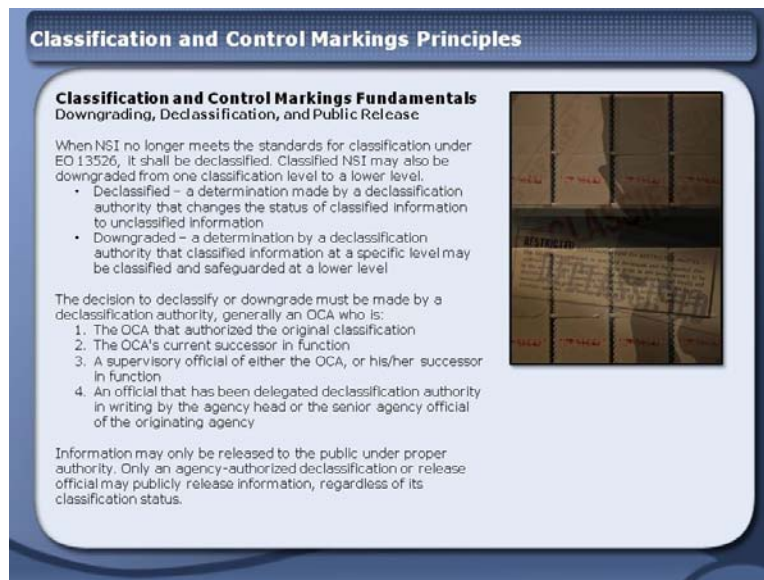 Classification and Control Markings Principles
Classification and Control Markings Fundamentals
Downgrading, Declassification, and Public Release
When NSI no longer meets the standards for classification under
EO 13526, it shall be declassified. Classified NSI may also be
downgraded from one classification level to a lower level.
• Declassified – a determination made by a declassification
authority that changes the status of classified information
to unclassified information
• Downgraded – a determination by a declassification
authority that classified information at a specific level may
be classified and safeguarded at a lower level
The decision to declassify or downgrade must be made by a
declassification authority, generally an OCA who is:
1. The OCA that authorized the original classification
2. The OCA's current successor in function
3. A supervisory official of either the OCA, or his/her successor
in function
4. An official that has been delegated declassification authority
in writing by the agency head or the senior agency official
of the originating agency
Information may only be released to the public under proper
authority. Only an agency-authorized declassification or release
official may publicly release information, regardless of its
classification status.
RESTRICTED